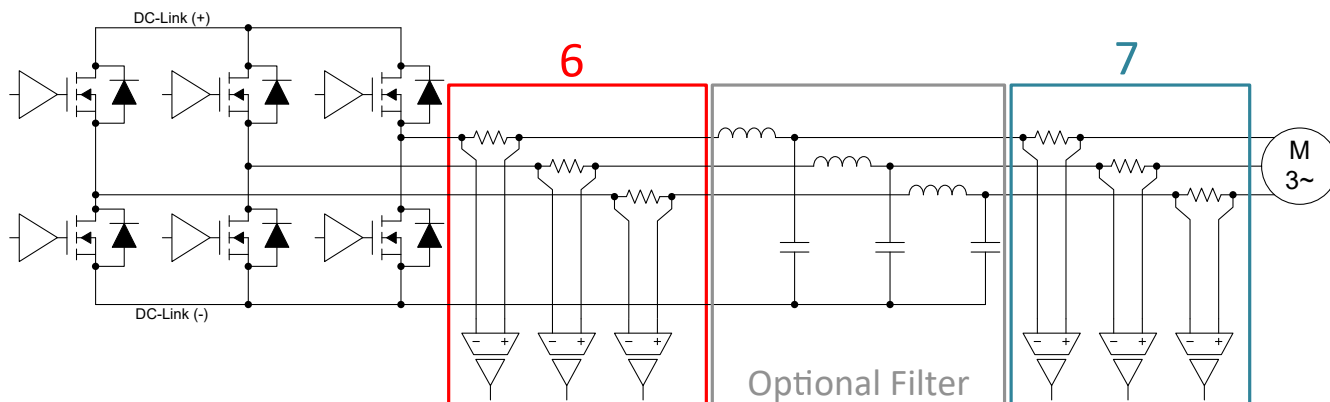 DC-Link (+)
6
7
M
3~
DC-Link (-)
- +
- +
- +
- +
- +
- +
Optional Filter